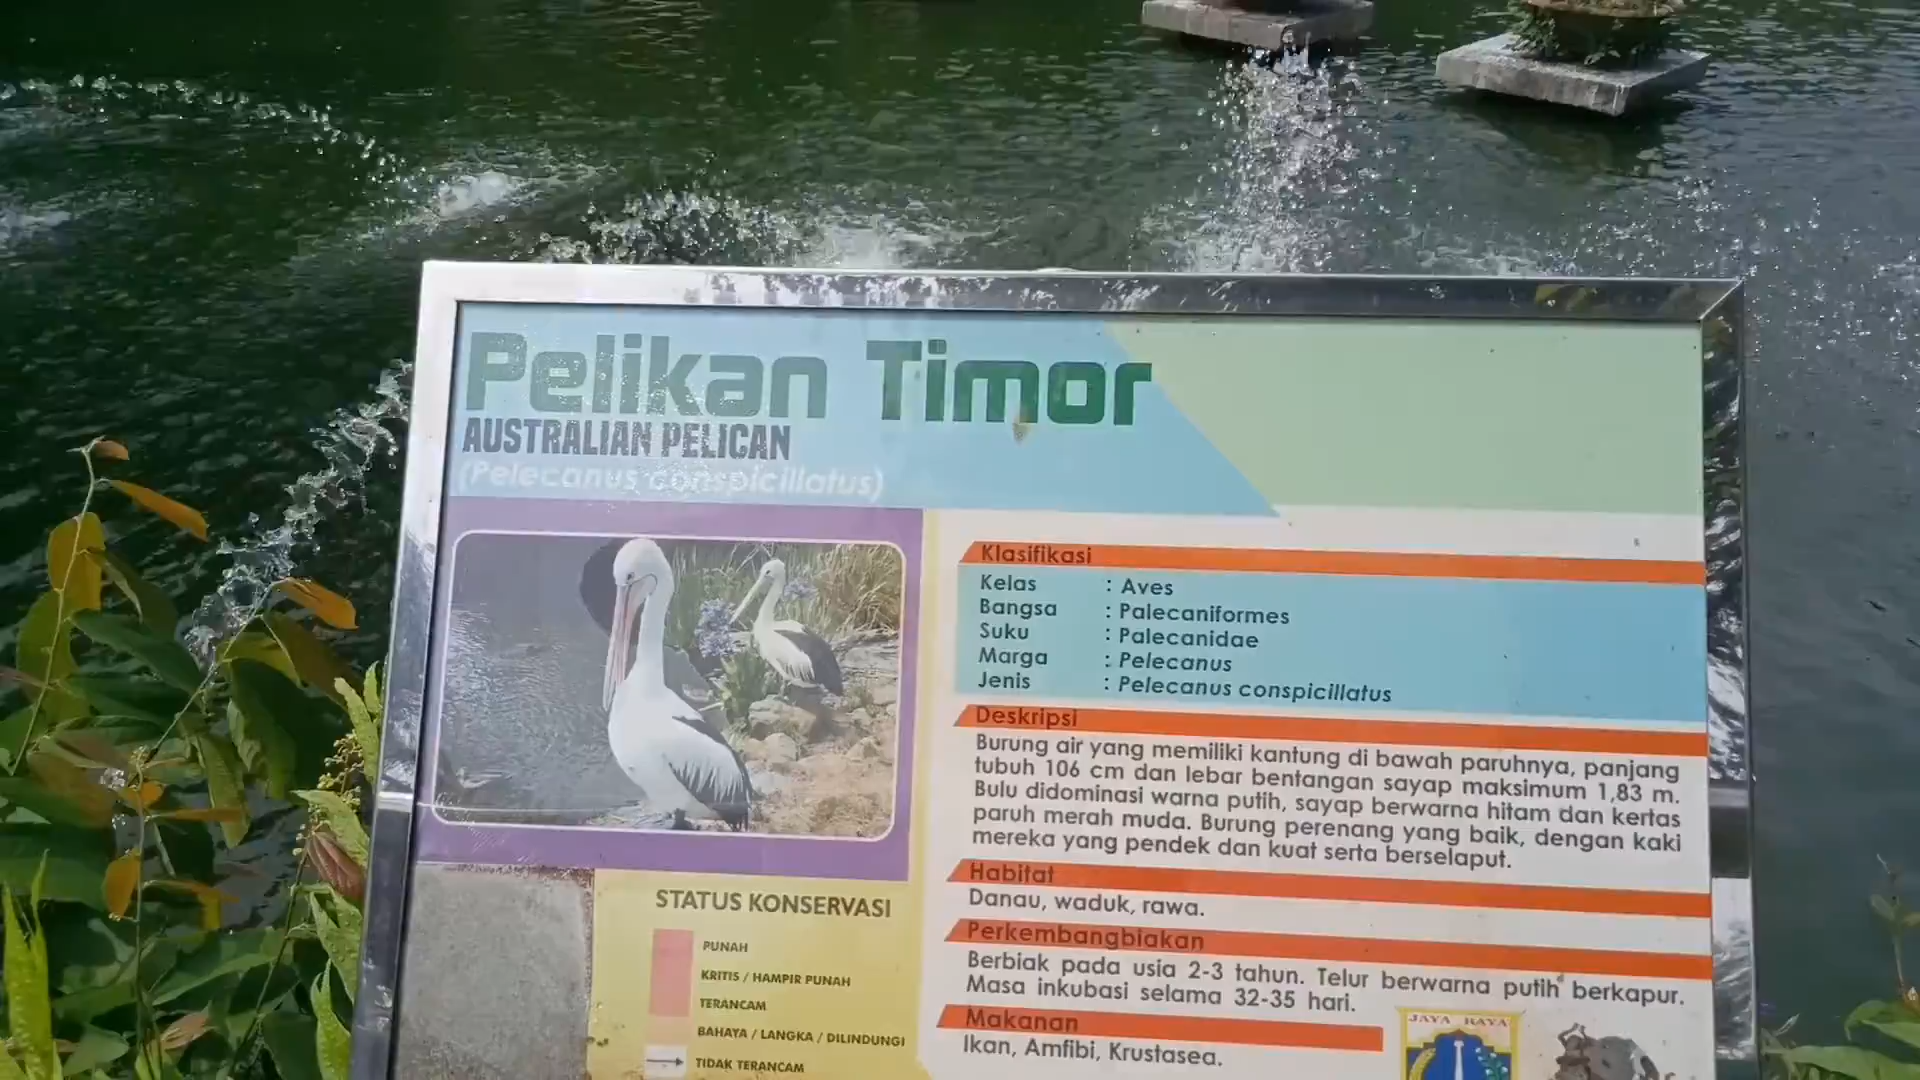 Pelikan Timor
AUSTRALIAN PELICAN
(Pelecanus conspicillatus)
Klasifikasi
Kelas : Aves
Bangsa : Palecaniformes
Suku : Palecanidae
Marga : Pelecanus
Jenis : Pelecanus conspicillatus
Deskripsi
Burung air yang memiliki kantung di bawah paruhnya, panjang
tubuh 106 cm dan lebar bentangan sayap maksimum 1,83 m.
Bulu didominasi warna putih, sayap berwarna hitam dan kertas
paruh merah muda. Burung perenang yang baik, dengan kaki
mereka yang pendek dan kuat serta berselaput.
Habitat
Danau, waduk, rawa.
Perkembangbiakan
Berbiak pada usia 2-3 tahun. Telur berwarna putih berkapur.
Masa inkubasi selama 32-35 hari.
Makanan
Ikan, Amfibi, Krustasea.
STATUS KONSERVASI
PUNAH
KRITIS / HAMPIR PUNAH
TERANCAM
BAHAYA / LANGKA / DILINDUNGI
TIDAK TERANCAM
JAYA RAYA